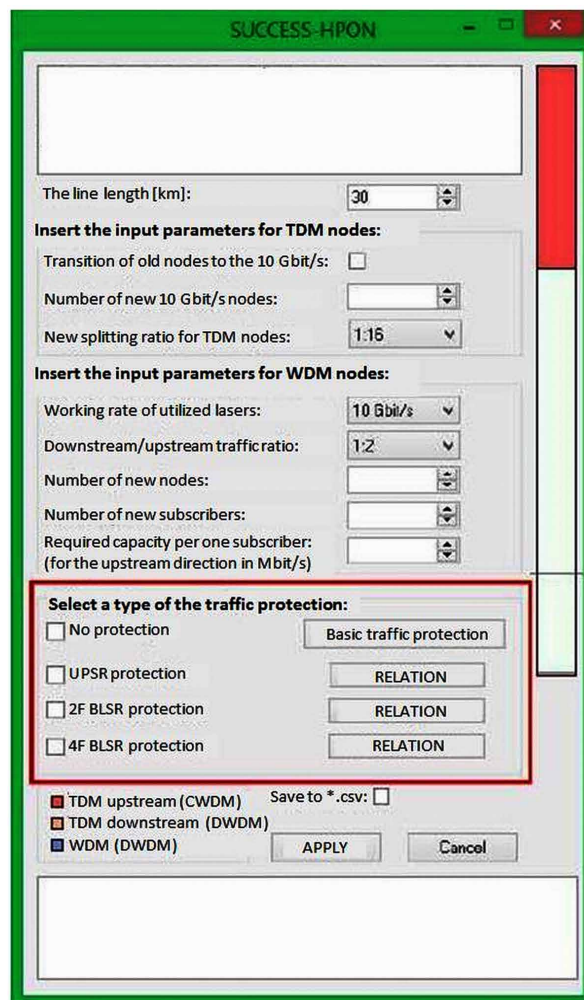 SUCCESS-HPON
The line length [km]: 30
Insert the input parameters for TDM nodes:
Transition of old nodes to the 10 Gbit/s:
Number of new 10 Gbit/s nodes:
New splitting ratio for TDM nodes: 1:16
Insert the input parameters for WDM nodes:
Working rate of utilized lasers: 10 Gbit/s
Downstream/upstream traffic ratio: 1:2
Number of new nodes:
Number of new subscribers:
Required capacity per one subscriber:
(for the upstream direction in Mbit/s)
Select a type of the traffic protection:
No protection Basic traffic protection
UPSR protection RELATION
2F BLSR protection RELATION
4F BLSR protection RELATION
TDM upstream (CWDM) Save to *.csv:
TDM downstream (DWDM)
WDM (DWDM) APPLY Cancel